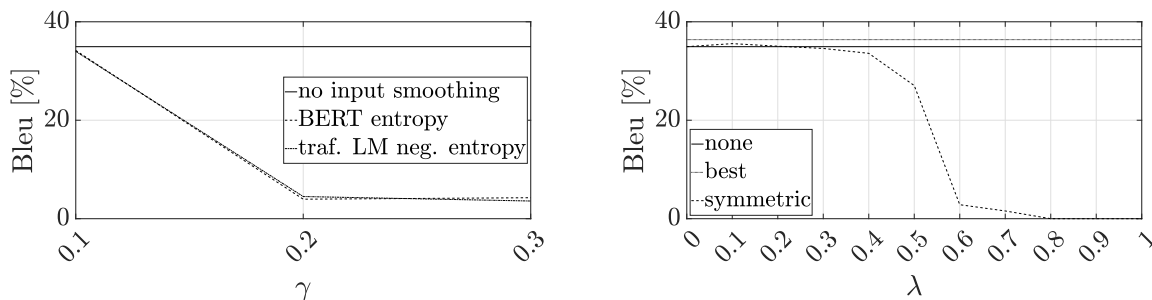 40
20
0
Bleu [%]
no input smoothing
BERT entropy
traf. LM neg. entropy
0.1
0.2
0.3
γ
40
20
0
Bleu [%]
none
best
symmetric
0
0.1
0.2
0.3
0.4
0.5
0.6
0.7
0.8
0.9
1
λ